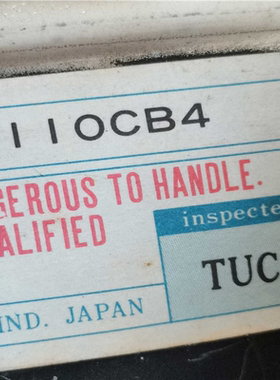 110CB4
GEROUS TO HANDLE.
ALIFIED
inspecte
TUC
IND. JAPAN